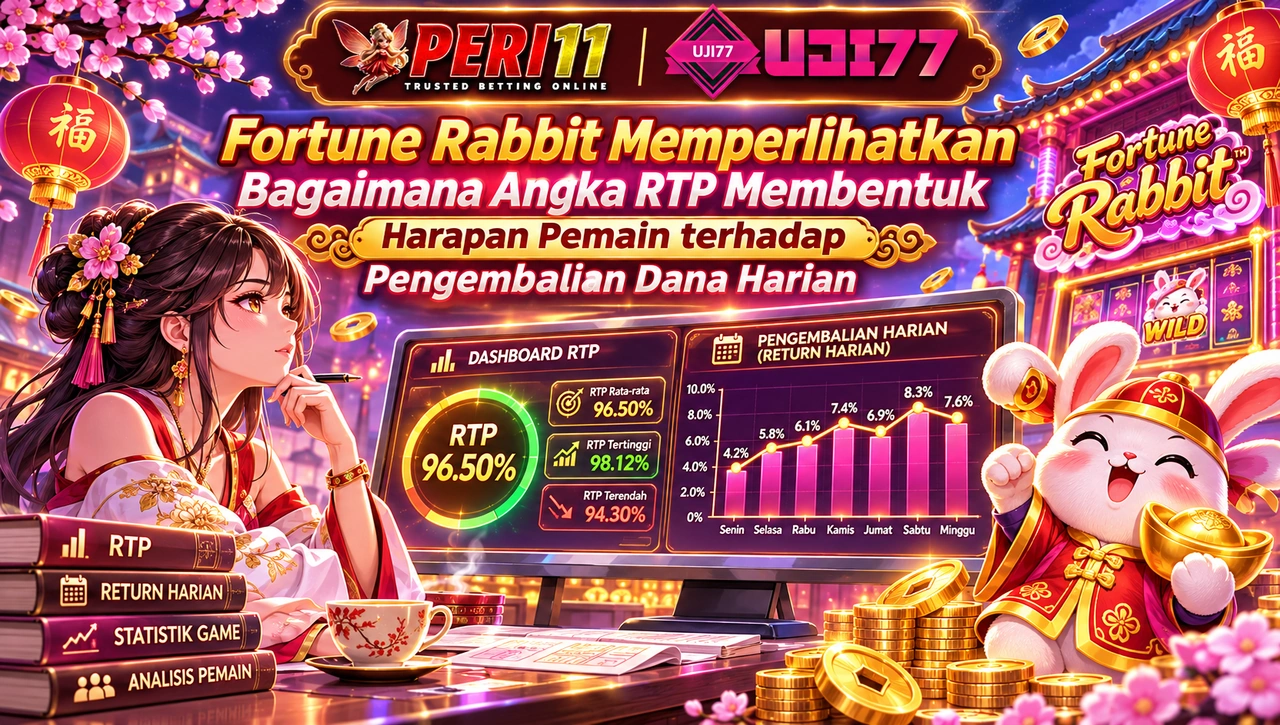 PERI11
TRUSTED BETTING ONLINE
UJI77
UJI77
福
福
Fortune Rabbit Memperlihatkan
Bagaimana Angka RTP Membentuk
Harapan Pemain terhadap
Pengembalian Dana Harian
Fortune
Rabbit™
WILD
DASHBOARD RTP
RTP
96.50%
RTP Rata-rata
96.50%
RTP Tertinggi
98.12%
RTP Terendah
94.30%
PENGEMBALIAN HARIAN
(RETURN HARIAN)
10.0%
8.0%
6.0%
4.0%
2.0%
0%
4.2%
5.8%
6.1%
7.4%
6.9%
8.3%
7.6%
Senin Selasa Rabu Kamis Jumat Sabtu Minggu
RTP
RETURN HARIAN
STATISTIK GAME
ANALISIS PEMAIN